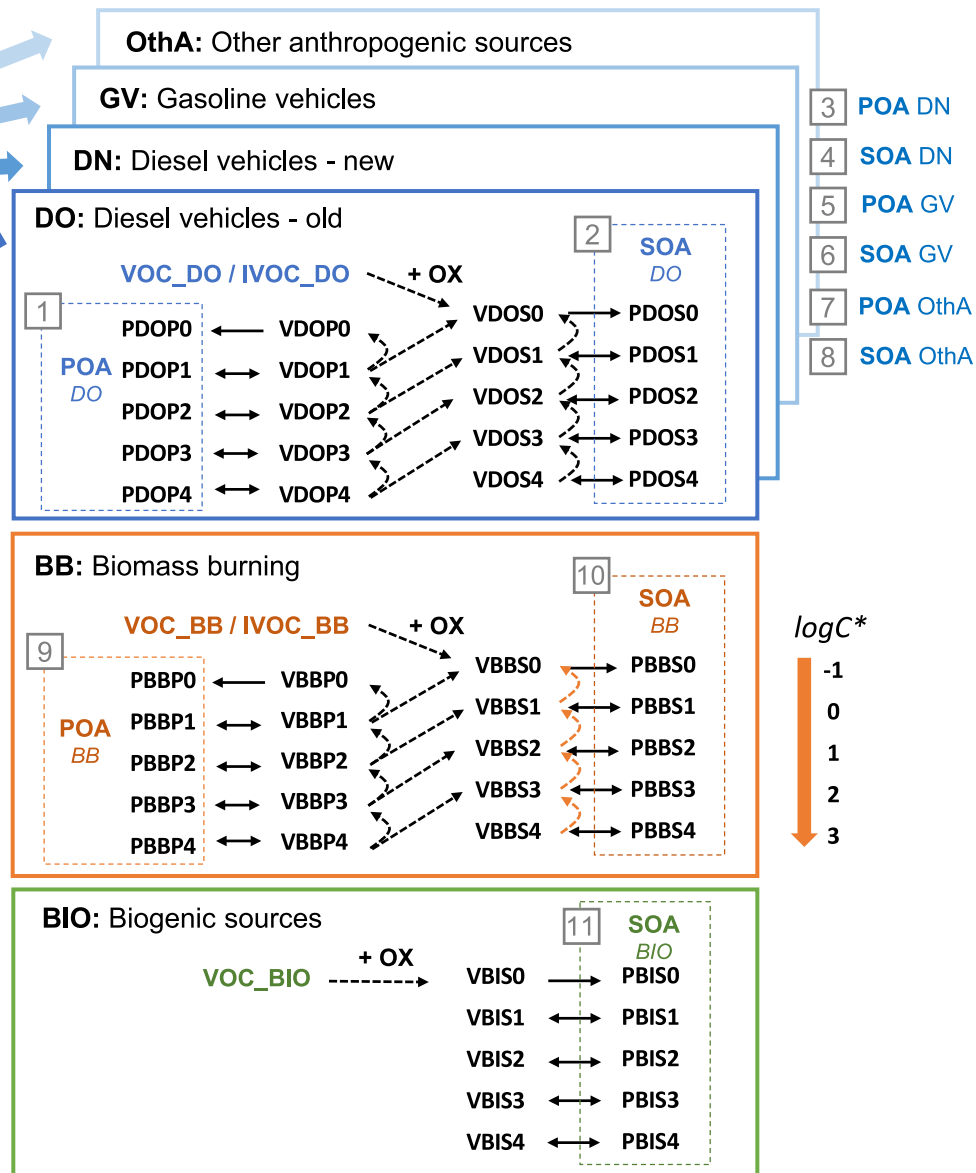 OthA: Other anthropogenic sources
GV: Gasoline vehicles
DN: Diesel vehicles - new
3 POA DN
4 SOA DN
5 POA GV
6 SOA GV
7 POA OthA
8 SOA OthA
DO: Diesel vehicles - old
2
SOA
DO
VOC_DO / IVOC_DO
+ OX
1
POA
DO
PDOP0 VDOP0 VDOS0 PDOS0
PDOP1 VDOP1 VDOS1 PDOS1
PDOP2 VDOP2 VDOS2 PDOS2
PDOP3 VDOP3 VDOS3 PDOS3
PDOP4 VDOP4 VDOS4 PDOS4
BB: Biomass burning
10
SOA
BB
VOC_BB / IVOC_BB
+ OX
9
POA
BB
PBBP0 VBBP0 VBBS0 PBBS0
PBBP1 VBBP1 VBBS1 PBBS1
PBBP2 VBBP2 VBBS2 PBBS2
PBBP3 VBBP3 VBBS3 PBBS3
PBBP4 VBBP4 VBBS4 PBBS4
logC*
-1
0
1
2
3
BIO: Biogenic sources
11
SOA
BIO
VOC_BIO
+ OX
VBIS0 PBIS0
VBIS1 PBIS1
VBIS2 PBIS2
VBIS3 PBIS3
VBIS4 PBIS4